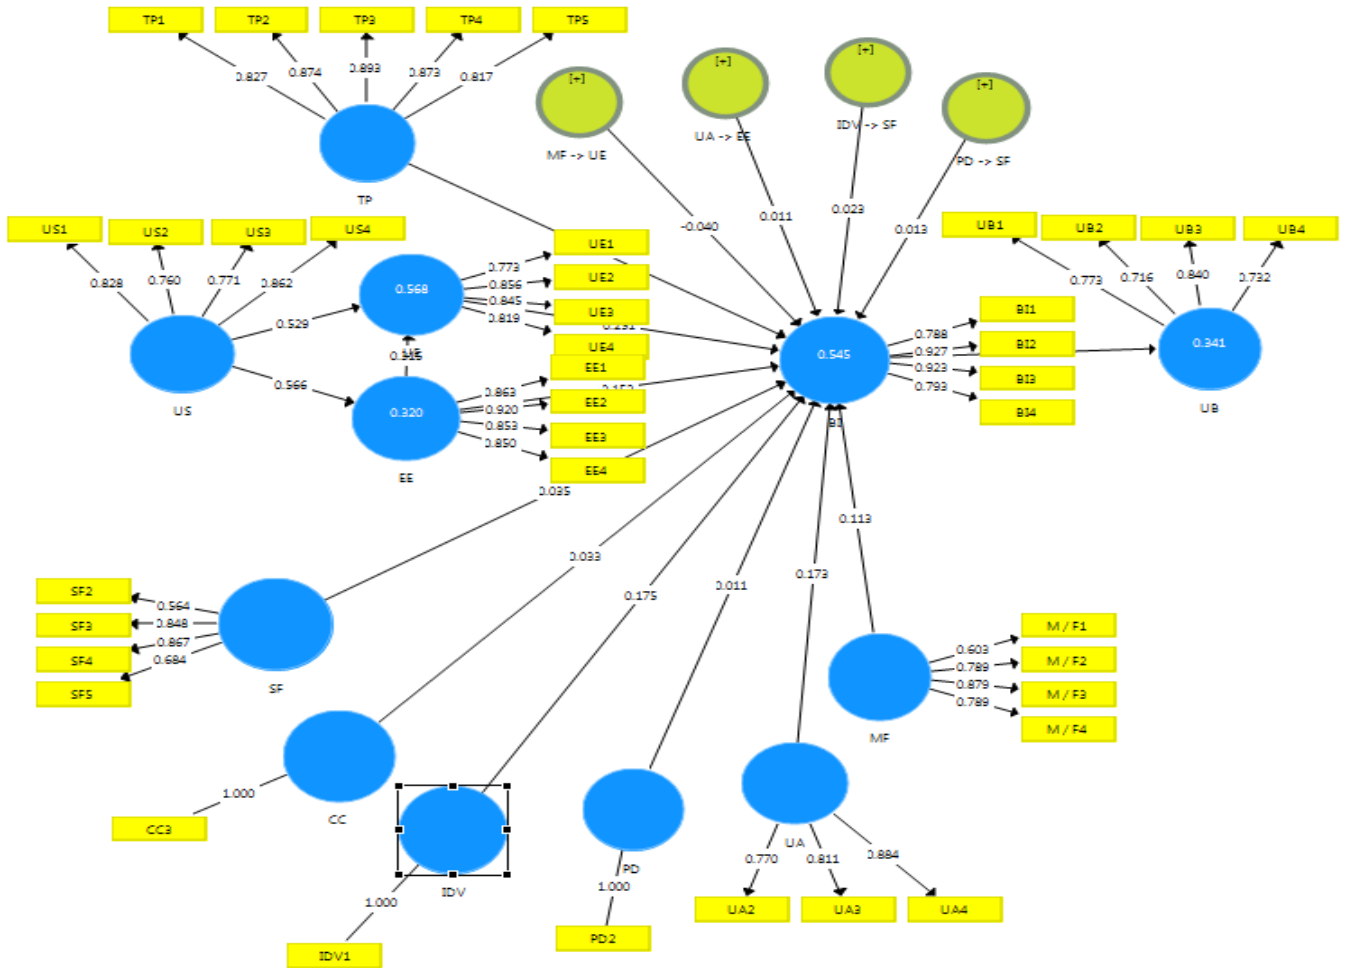 TP1 TP2 TP3 TP4 TP5
0.827 0.874 0.893 0.873 0.817
TP
[+] [+] [+] [+]
MF -> UE
UA -> EE
IDV -> SF
PD -> SF
-0.040 0.011 0.023 0.013
US1 US2 US3 US4
0.828 0.760 0.771 0.862
US
0.529
0.566
0.568
UE
0.320
EE
UE1
UE2
UE3
UE4
0.773
0.856
0.845
0.819
EE1
EE2
EE3
EE4
0.863
0.920
0.853
0.850
0.545
BI
BI1
BI2
BI3
BI4
0.788
0.927
0.923
0.793
UB1 UB2 UB3 UB4
0.773 0.716 0.840 0.732
0.341
UB
0.035
0.033
0.175
0.011
0.173
0.113
SF2
SF3
SF4
SF5
0.564
0.848
0.867
0.684
SF
CC
1.000
CC3
IDV
1.000
IDV1
PD
1.000
PD2
UA
0.770 0.811 0.884
UA2 UA3 UA4
MF
0.603
0.789
0.879
0.789
M / F1
M / F2
M / F3
M / F4